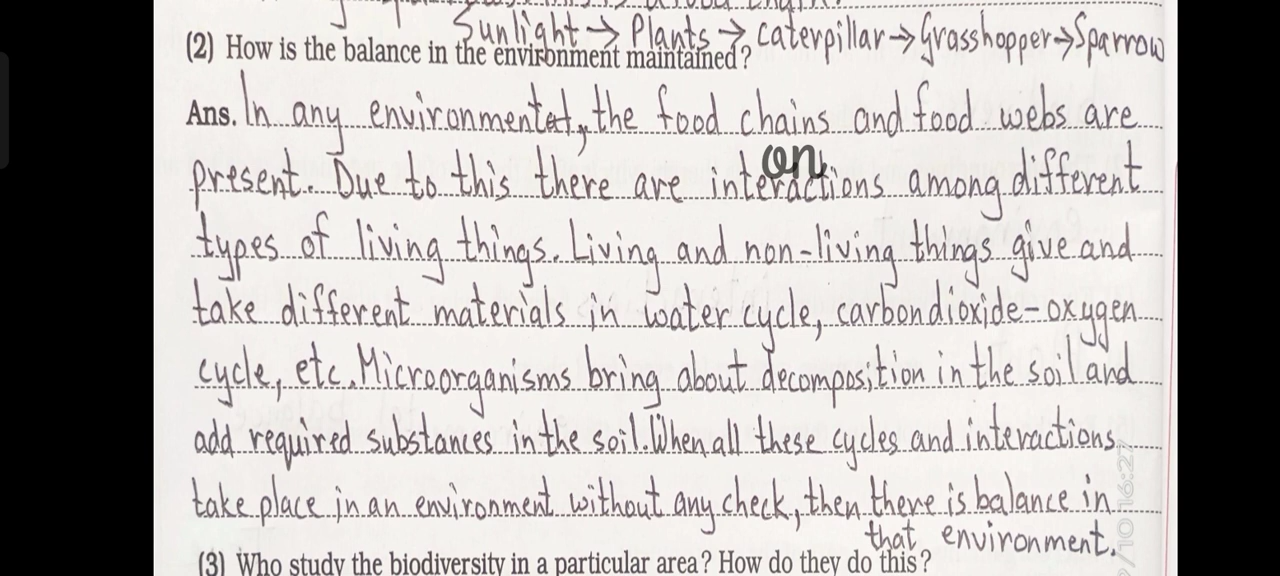 Sunlight → Plants → caterpillar → Grasshopper → Sparrow
(2) How is the balance in the environment maintained?
Ans. In any environment, the food chains and food webs are
on
present. Due to this there are interactions among different
types of living things. Living and non-living things give and
take different materials in water cycle, carbondioxide-oxygen
cycle, etc. Microorganisms bring about decomposition in the soil and
add required substances in the soil. When all these cycles and interactions
take place in an environment without any check, then there is balance in
that environment.
(3) Who study the biodiversity in a particular area? How do they do this?